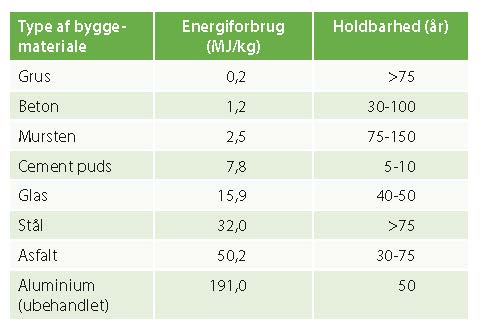 Type af bygge- Energiforbrug Holdbarhed (år)
materiale (MJ/kg)
Grus 0,2 >75
Beton 1,2 30-100
Mursten 2,5 75-150
Cement puds 7,8 5-10
Glas 15,9 40-50
Stål 32,0 >75
Asfalt 50,2 30-75
Aluminium 191,0 50
(ubehandlet)